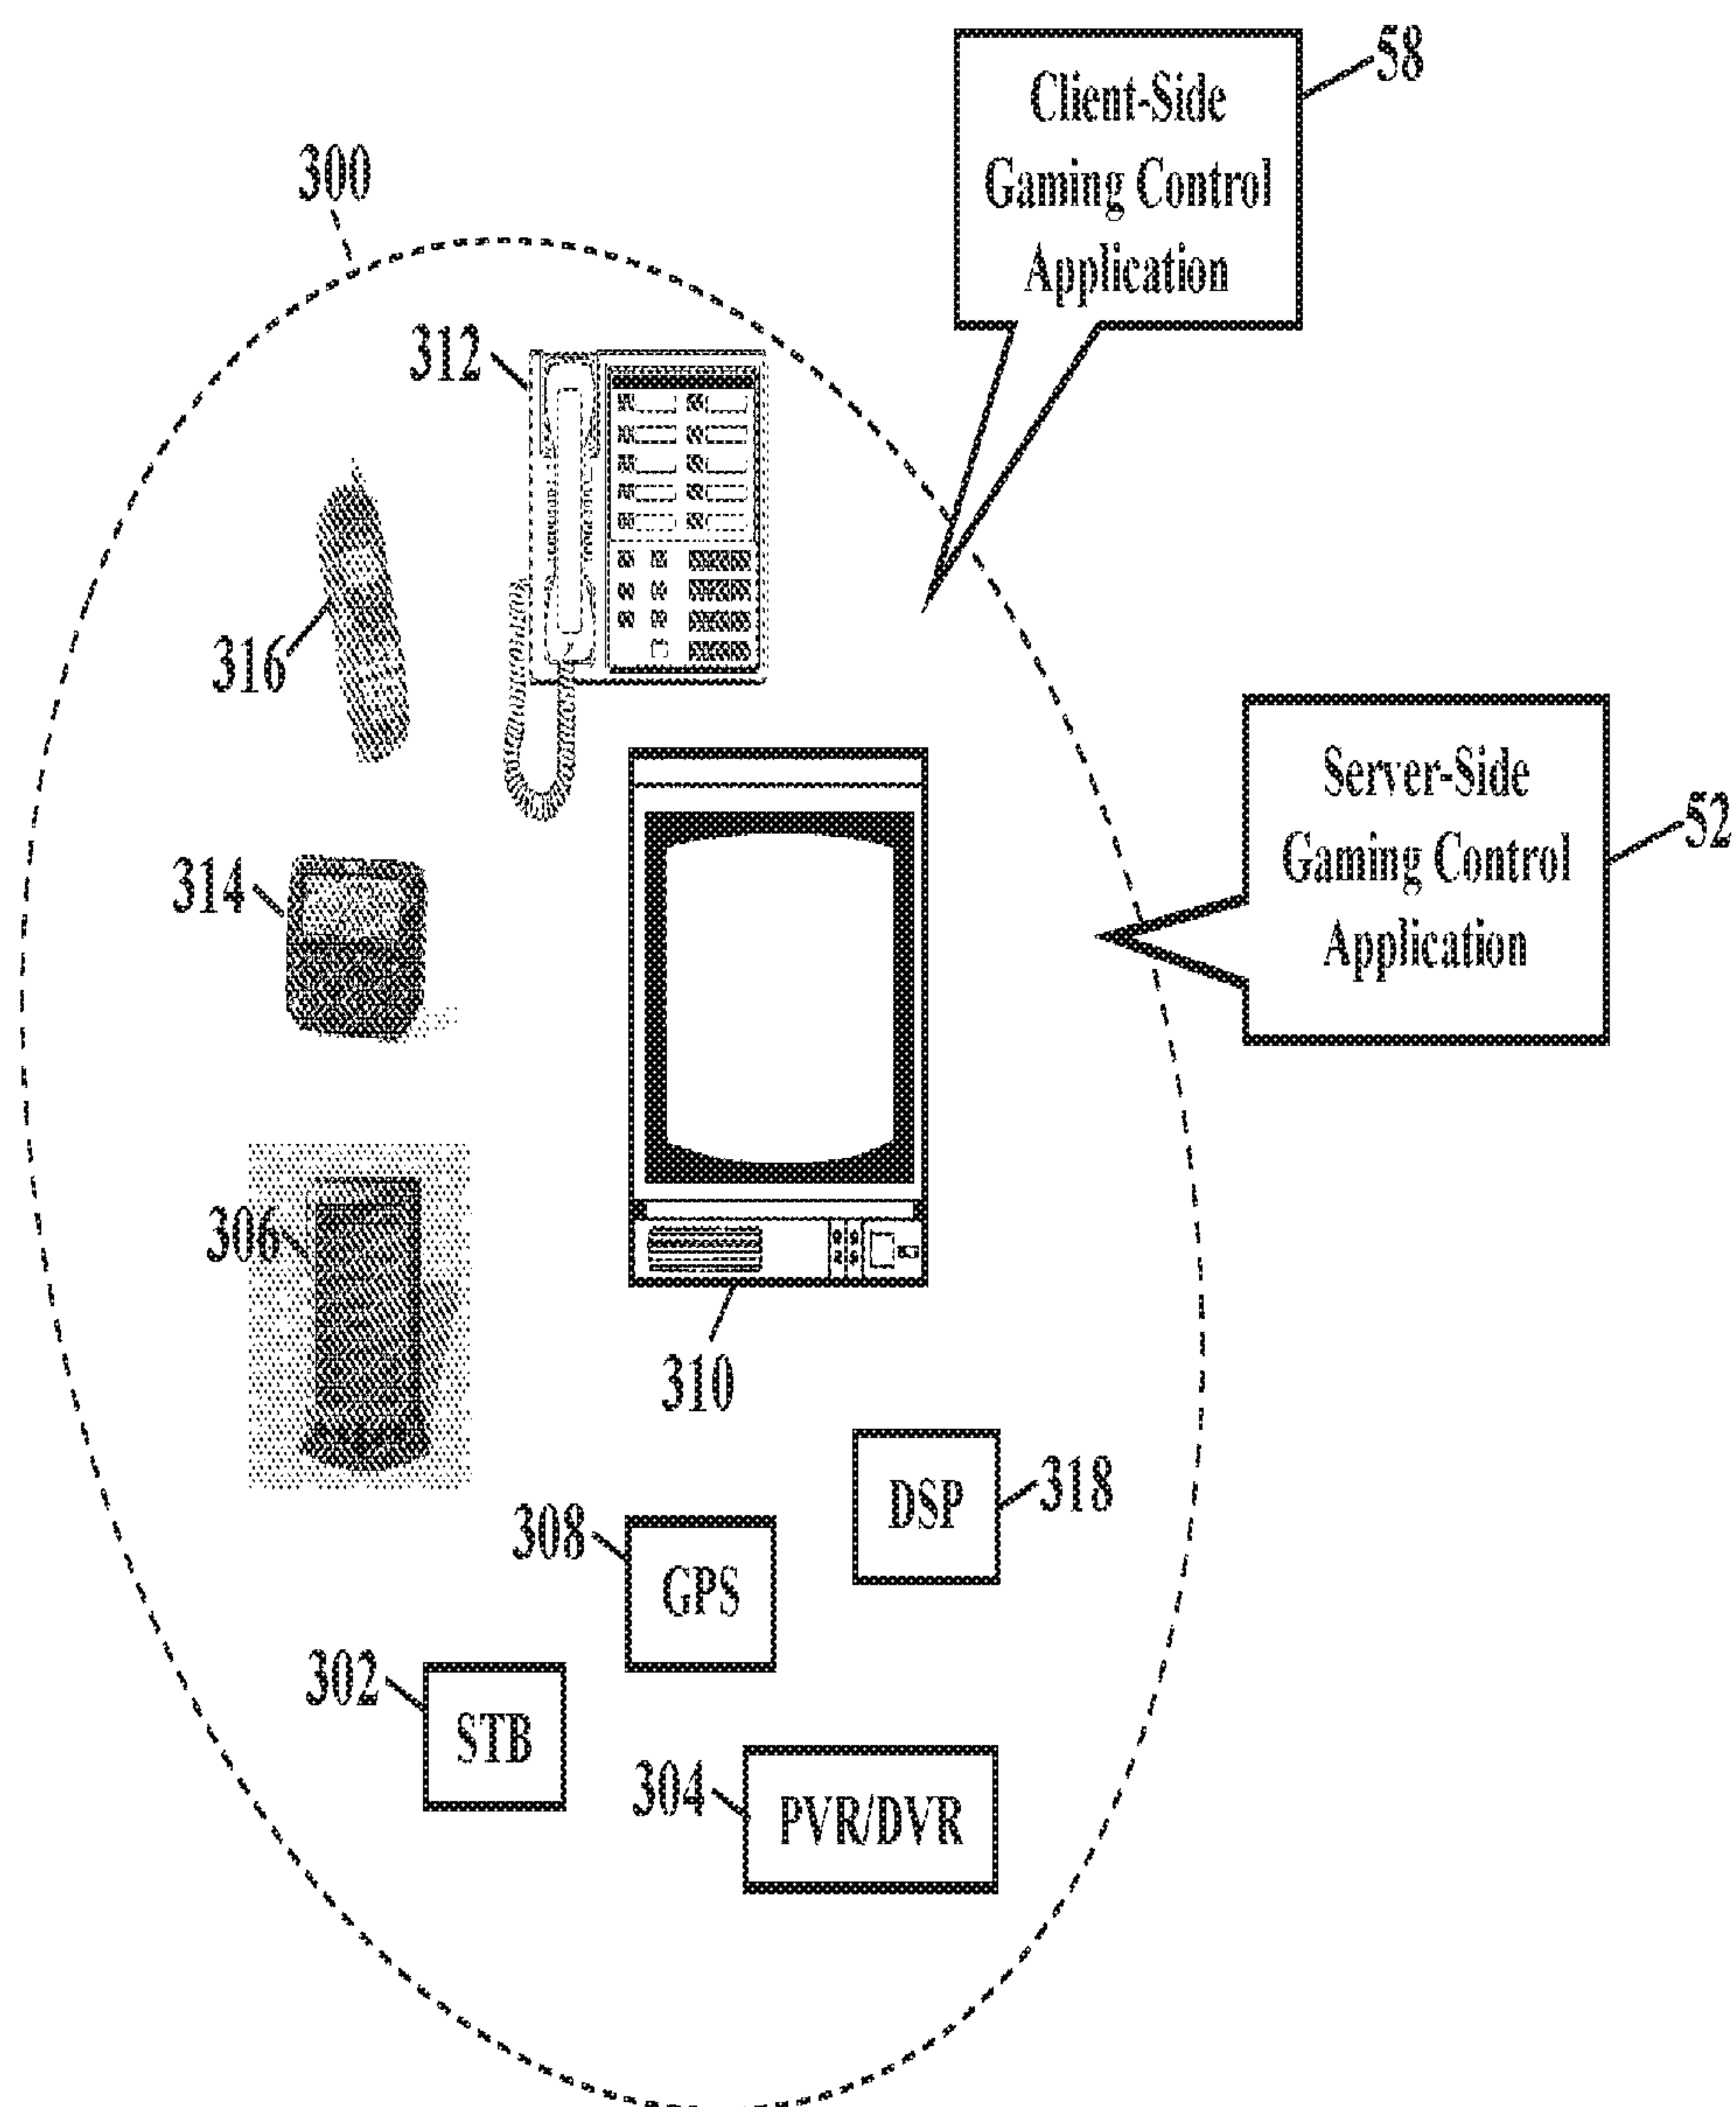 58
Client-Side
Gaming Control
Application
300
312
316
Server-Side
Gaming Control
Application
52
314
306
310
DSP
318
308
GPS
302
STB
304
PVR/DVR